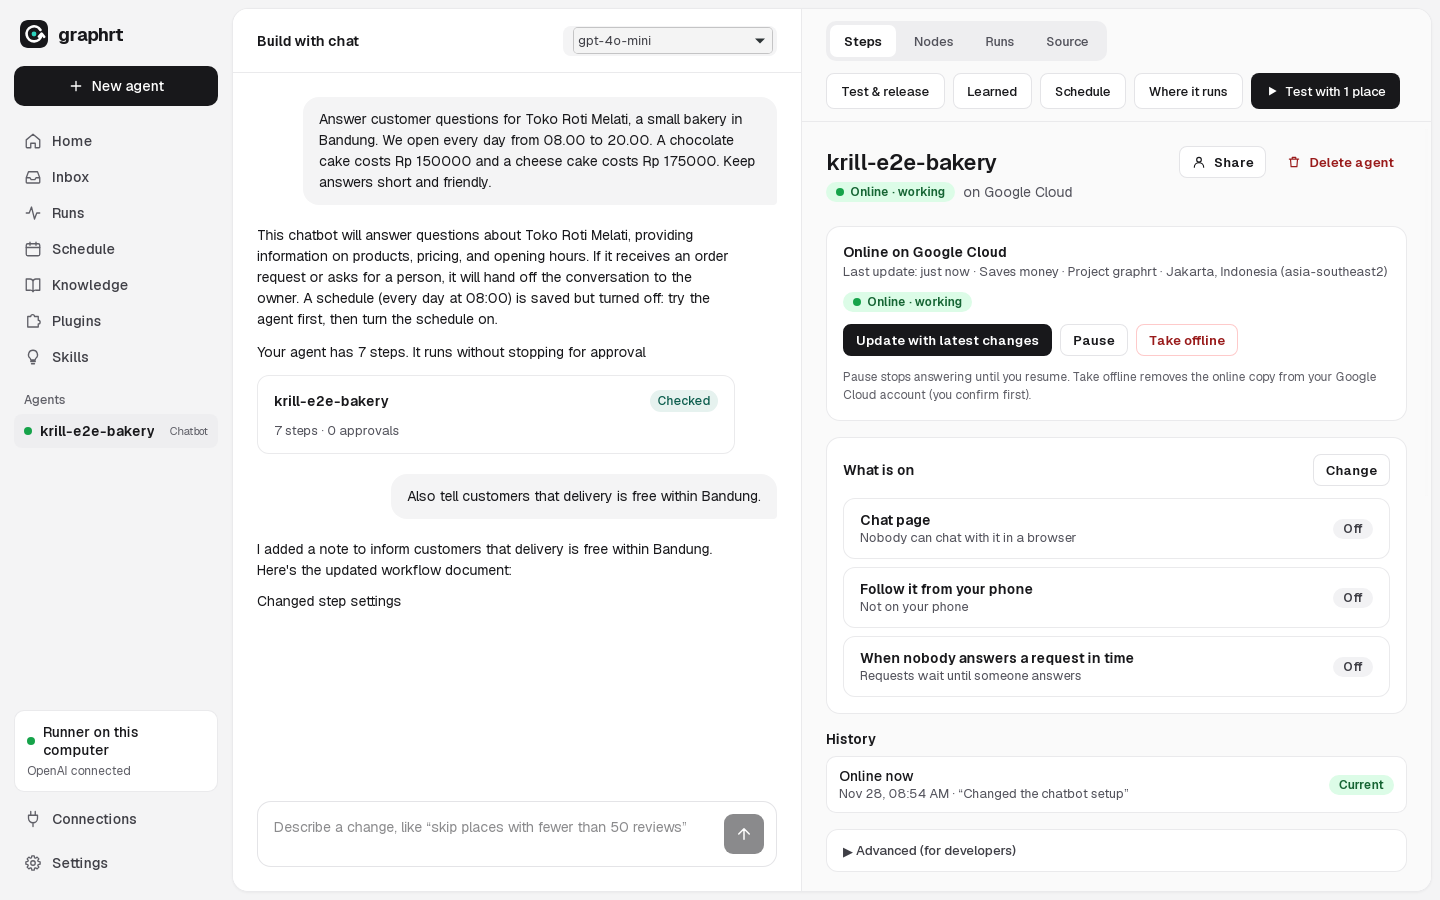 graphrt
New agent
Home
Inbox
Runs
Schedule
Knowledge
Plugins
Skills
Agents
krill-e2e-bakery Chatbot
Runner on this
computer
OpenAI connected
Connections
Settings
Build with chat
gpt-4o-mini
Answer customer questions for Toko Roti Melati, a small bakery in
Bandung. We open every day from 08.00 to 20.00. A chocolate
cake costs Rp 150000 and a cheese cake costs Rp 175000. Keep
answers short and friendly.
This chatbot will answer questions about Toko Roti Melati, providing
information on products, pricing, and opening hours. If it receives an order
request or asks for a person, it will hand off the conversation to the
owner. A schedule (every day at 08:00) is saved but turned off: try the
agent first, then turn the schedule on.
Your agent has 7 steps. It runs without stopping for approval
krill-e2e-bakery Checked
7 steps · 0 approvals
Also tell customers that delivery is free within Bandung.
I added a note to inform customers that delivery is free within Bandung.
Here's the updated workflow document:
Changed step settings
Describe a change, like “skip places with fewer than 50 reviews”
Steps Nodes Runs Source
Test & release Learned Schedule Where it runs Test with 1 place
krill-e2e-bakery Share Delete agent
Online · working on Google Cloud
Online on Google Cloud
Last update: just now · Saves money · Project graphrt · Jakarta, Indonesia (asia-southeast2)
Online · working
Update with latest changes Pause Take offline
Pause stops answering until you resume. Take offline removes the online copy from your Google
Cloud account (you confirm first).
What is on Change
Chat page
Nobody can chat with it in a browser
Off
Follow it from your phone
Not on your phone
Off
When nobody answers a request in time
Requests wait until someone answers
Off
History
Online now
Nov 28, 08:54 AM · “Changed the chatbot setup”
Current
Advanced (for developers)